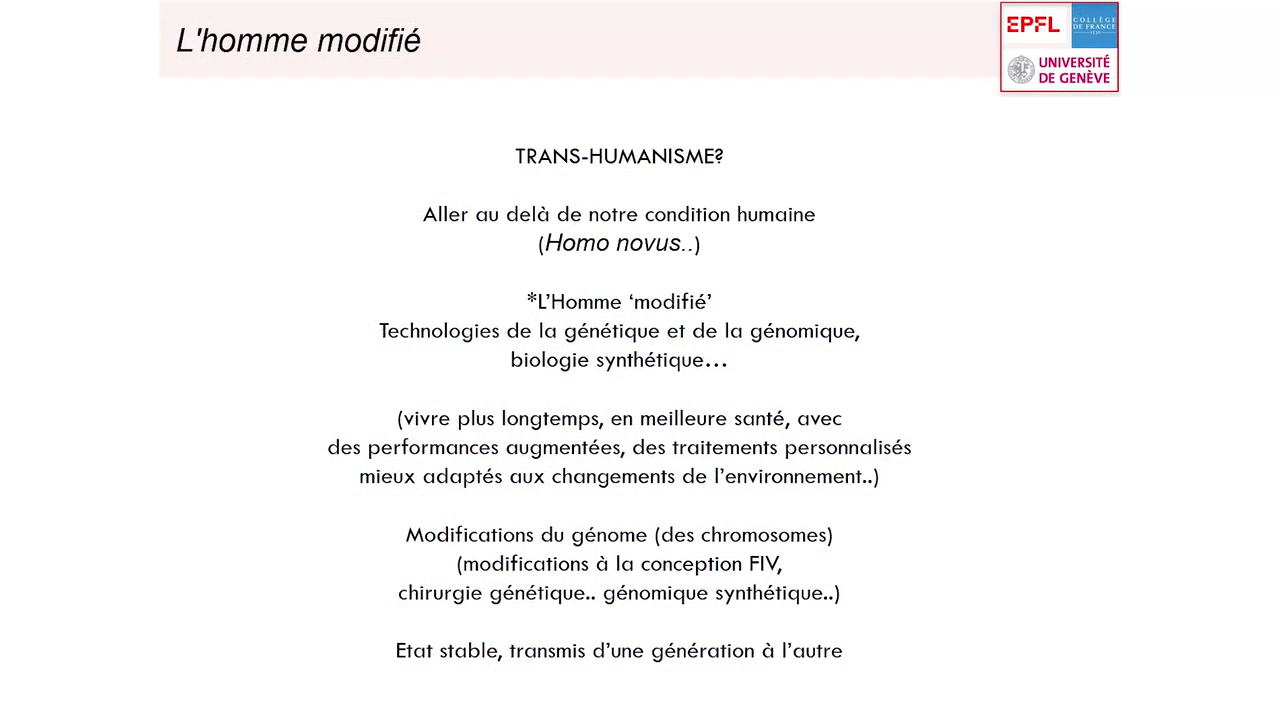 L'homme modifié
EPFL
COLLÈGE
DE FRANCE
1530
UNIVERSITÉ
DE GENÈVE
TRANS-HUMANISME?
Aller au delà de notre condition humaine
(Homo novus..)
*L’Homme ‘modifié’
Technologies de la génétique et de la génomique,
biologie synthétique…
(vivre plus longtemps, en meilleure santé, avec
des performances augmentées, des traitements personnalisés
mieux adaptés aux changements de l’environnement..)
Modifications du génome (des chromosomes)
(modifications à la conception FIV,
chirurgie génétique.. génomique synthétique..)
Etat stable, transmis d’une génération à l’autre